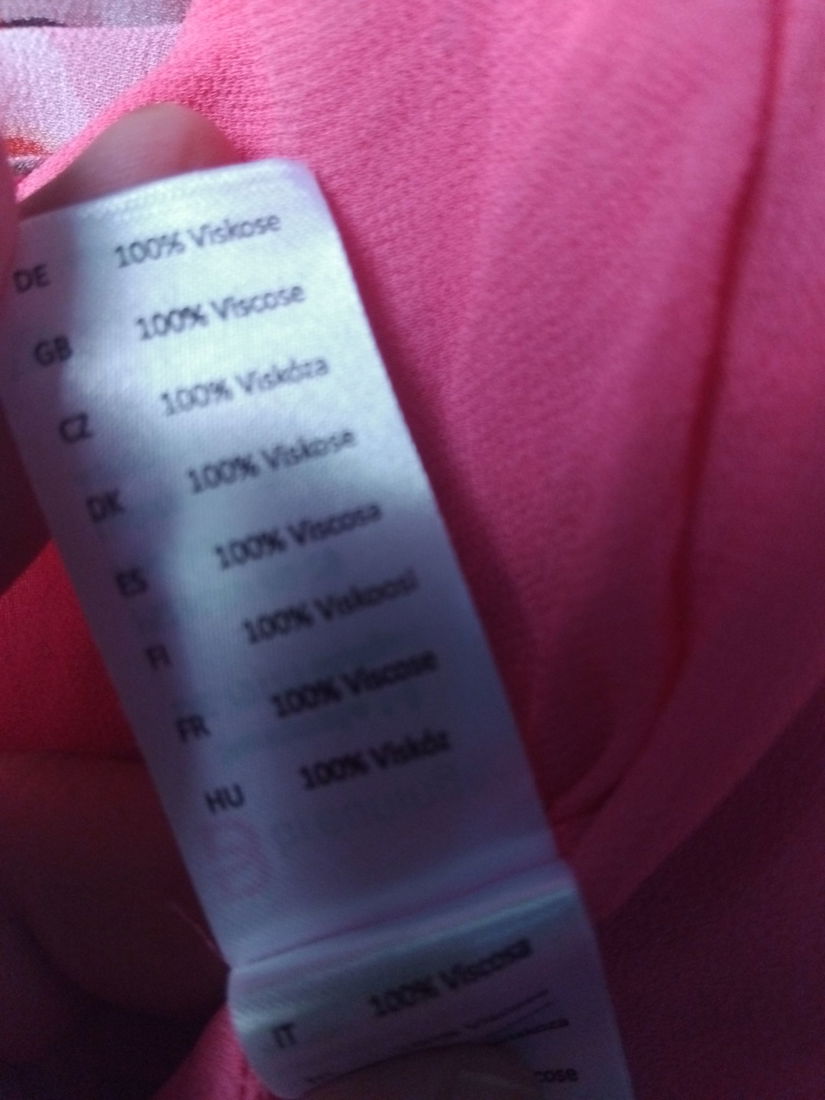 DE 100% Viskose
GB 100% Viscose
CZ 100% Viskóza
DK 100% Viskose
ES 100% Viscosa
FI 100% Viskoosi
FR 100% Viscose
HU 100% Viskóz
IT 100% Viscosa